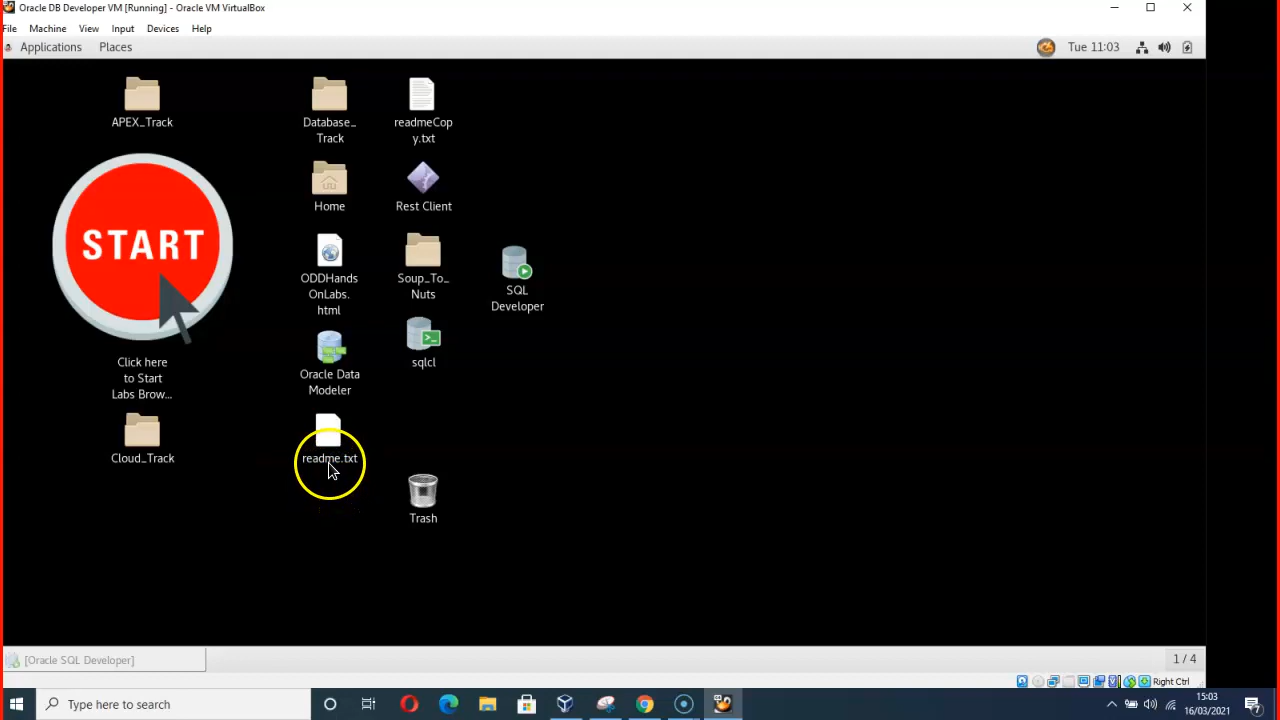 Oracle DB Developer VM [Running] - Oracle VM VirtualBox
File Machine View Input Devices Help
Applications Places
Tue 11:03
APEX_Track
Database_
Track
readmeCop
y.txt
START
Home
Rest Client
ODDHands
OnLabs.
html
Soup_To_
Nuts
SQL
Developer
Click here
to Start
Labs Brow...
Oracle Data
Modeler
sqlcl
Cloud_Track
readme.txt
Trash
[Oracle SQL Developer]
1 / 4
Right Ctrl
Type here to search
15:03
16/03/2021
7